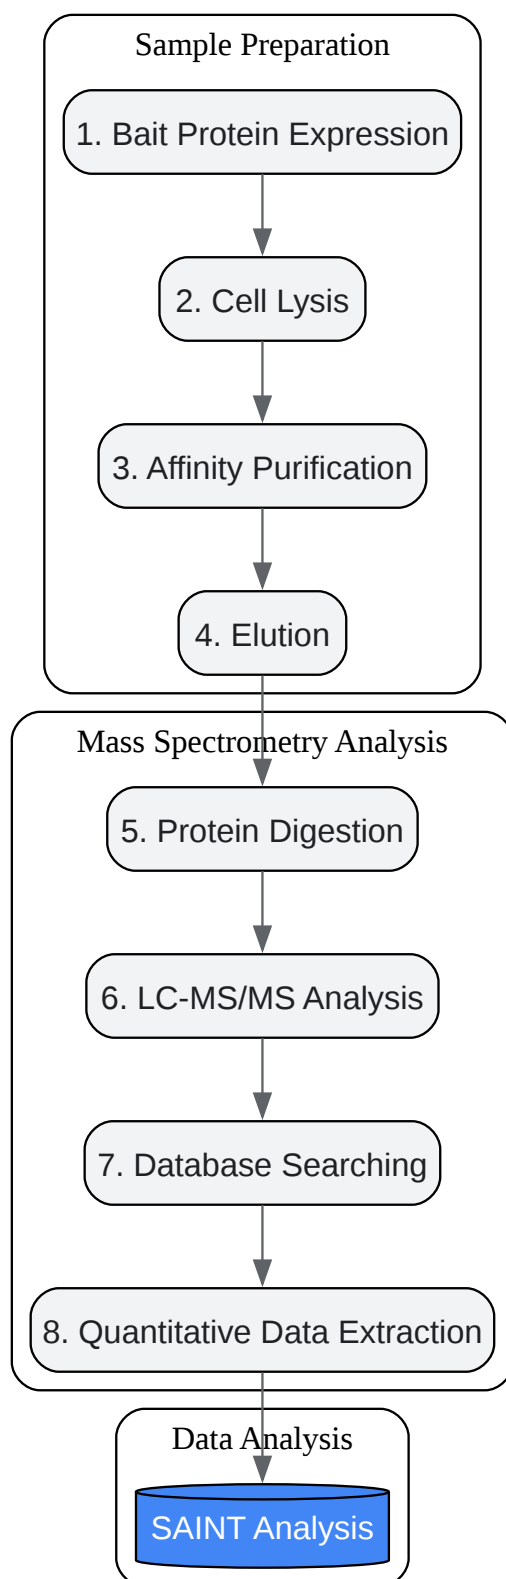 Sample Preparation
1. Bait Protein Expression
2. Cell Lysis
3. Affinity Purification
4. Elution
Mass Spectrometry Analysis
5. Protein Digestion
6. LC-MS/MS Analysis
7. Database Searching
8. Quantitative Data Extraction
Data Analysis
SAINT Analysis